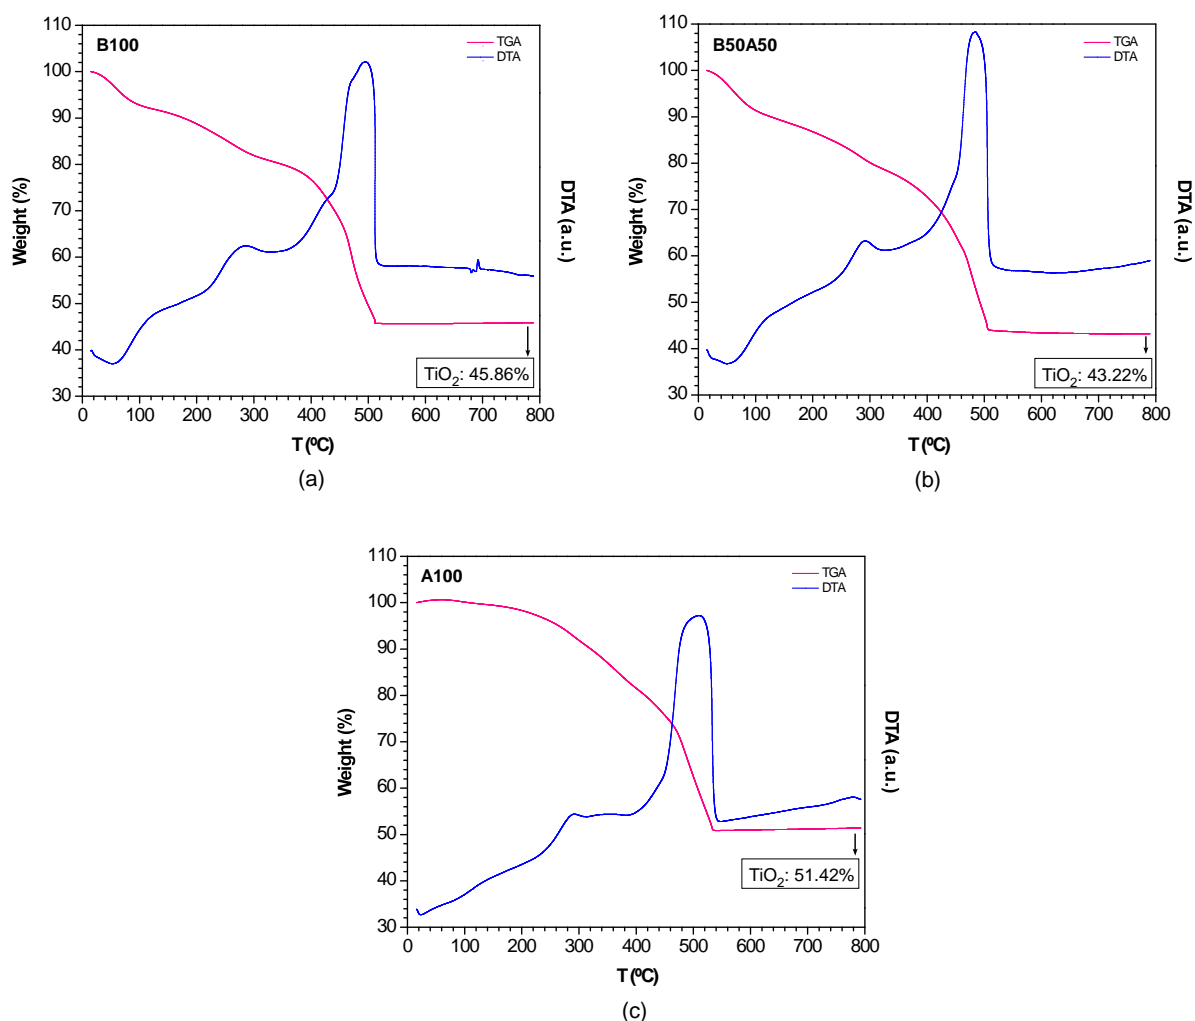 B100
TGA
DTA
110
100
90
80
70
60
50
40
30
Weight (%)
DTA (a.u.)
TiO2: 45.86%
0 100 200 300 400 500 600 700 800
T (ºC)
(a)
B50A50
TGA
DTA
110
100
90
80
70
60
50
40
30
Weight (%)
DTA (a.u.)
TiO2: 43.22%
0 100 200 300 400 500 600 700 800
T (ºC)
(b)
A100
TGA
DTA
110
100
90
80
70
60
50
40
30
Weight (%)
DTA (a.u.)
TiO2: 51.42%
0 100 200 300 400 500 600 700 800
T (ºC)
(c)